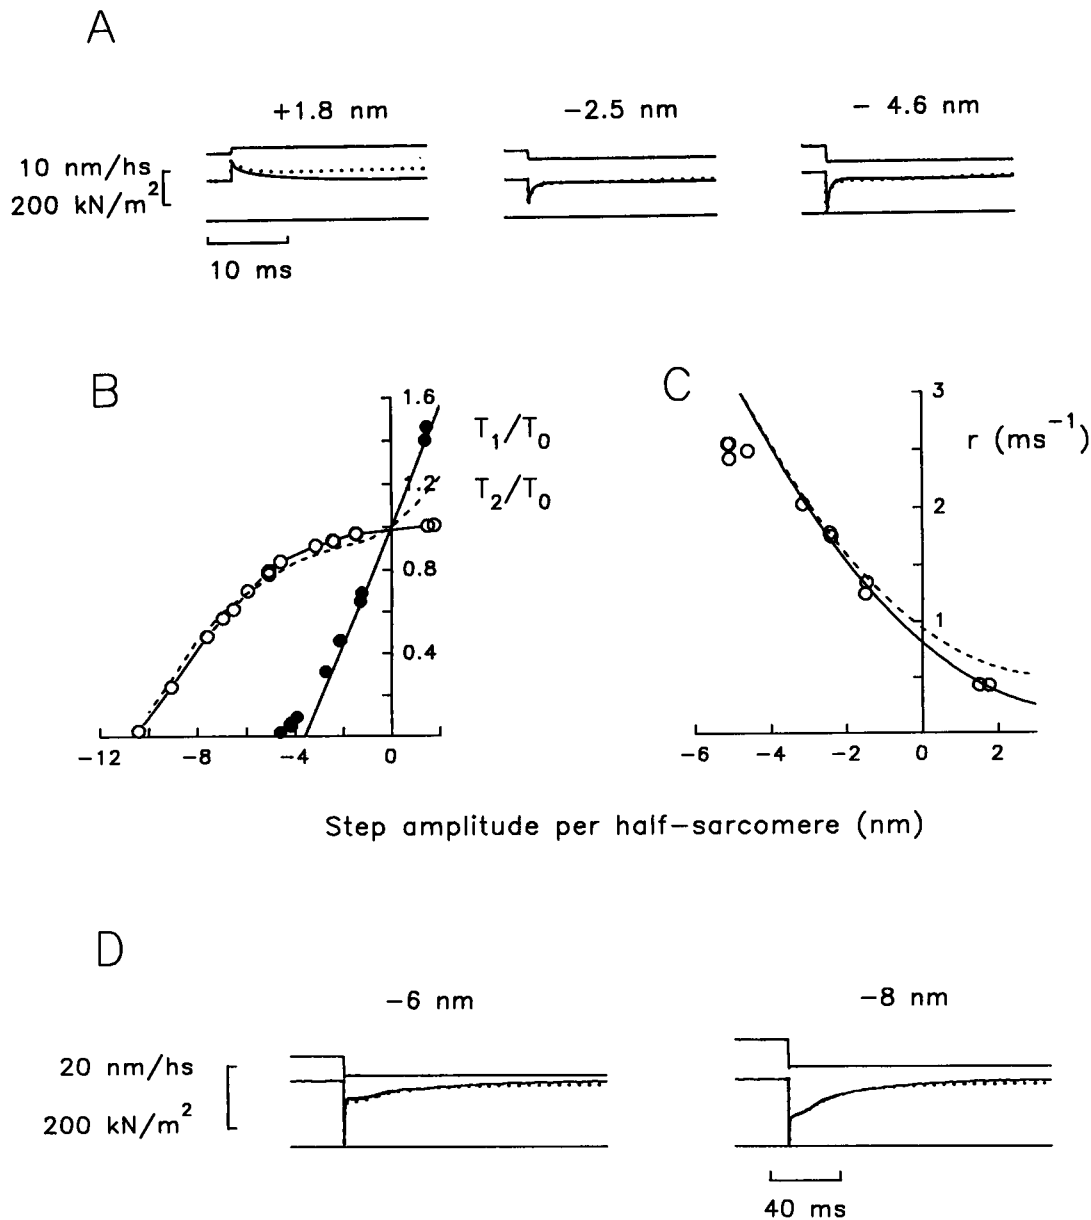 A
+1.8 nm
−2.5 nm
− 4.6 nm
10 nm/hs
200 kN/m²
10 ms
B
1.6
1.2
0.8
0.4
T₁/T₀
T₂/T₀
−12
−8
−4
0
C
3
2
1
r (ms⁻¹)
−6
−4
−2
0
2
Step amplitude per half−sarcomere (nm)
D
−6 nm
−8 nm
20 nm/hs
200 kN/m²
40 ms